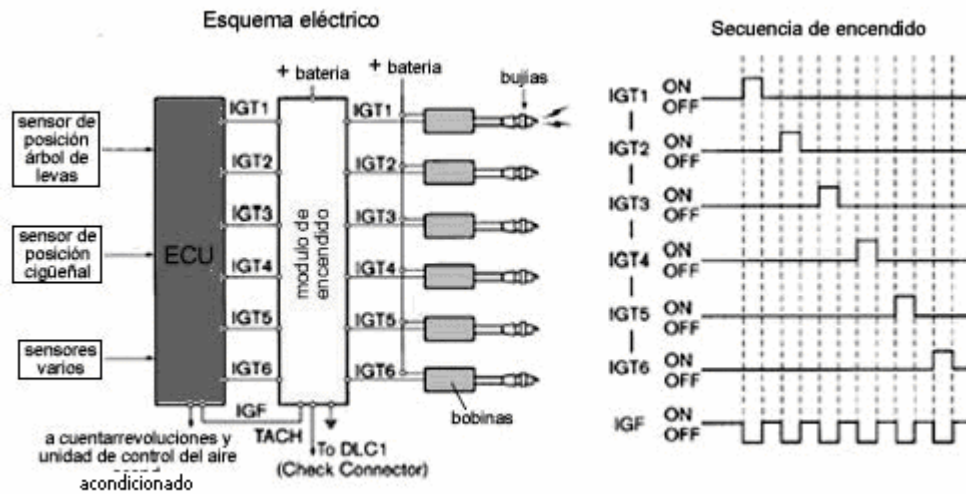 Esquema eléctrico
Secuencia de encendido
+ bateria
+ bateria
bujías
sensor de
posición
árbol de
levas
sensor de
posición
cigüeñal
sensores
varios
ECU
IGT1
IGT2
IGT3
IGT4
IGT5
IGT6
modulo de
encendido
IGT1
IGT2
IGT3
IGT4
IGT5
IGT6
bobinas
IGF
TACH
To DLC1
(Check Connector)
a cuentarrevoluciones y
unidad de control del aire
acondicionado
IGT1 ON
OFF
IGT2 ON
OFF
IGT3 ON
OFF
IGT4 ON
OFF
IGT5 ON
OFF
IGT6 ON
OFF
IGF ON
OFF